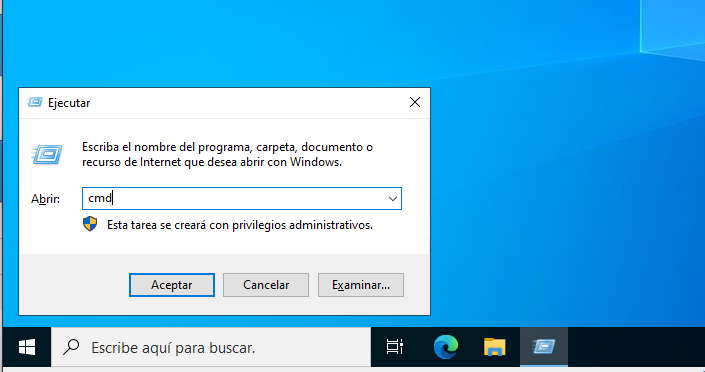 Ejecutar
Escriba el nombre del programa, carpeta, documento o
recurso de Internet que desea abrir con Windows.
Abrir: cmd
Esta tarea se creará con privilegios administrativos.
Aceptar Cancelar Examinar...
Escribe aquí para buscar.